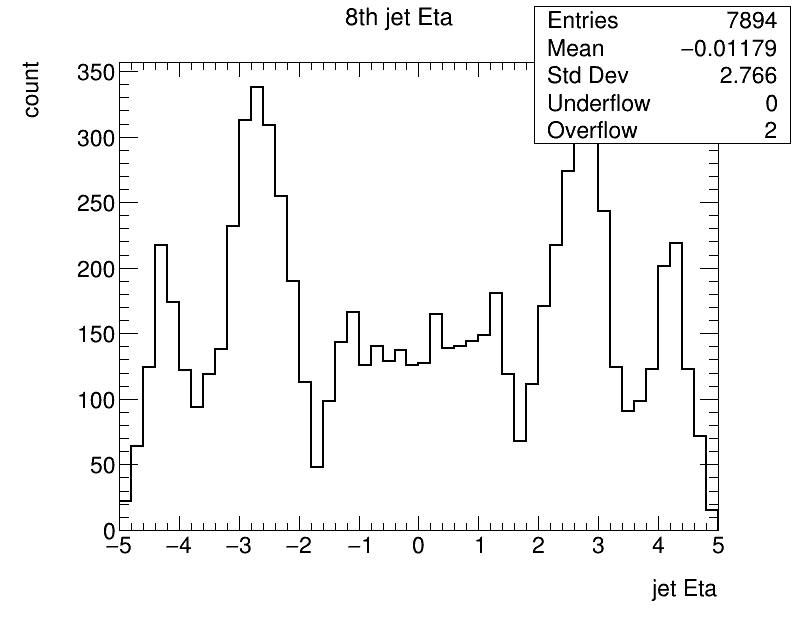 8th jet Eta
Entries 7894
Mean −0.01179
Std Dev 2.766
Underflow 0
Overflow 2
count
350
300
250
200
150
100
50
0
−5 −4 −3 −2 −1 0 1 2 3 4 5
jet Eta